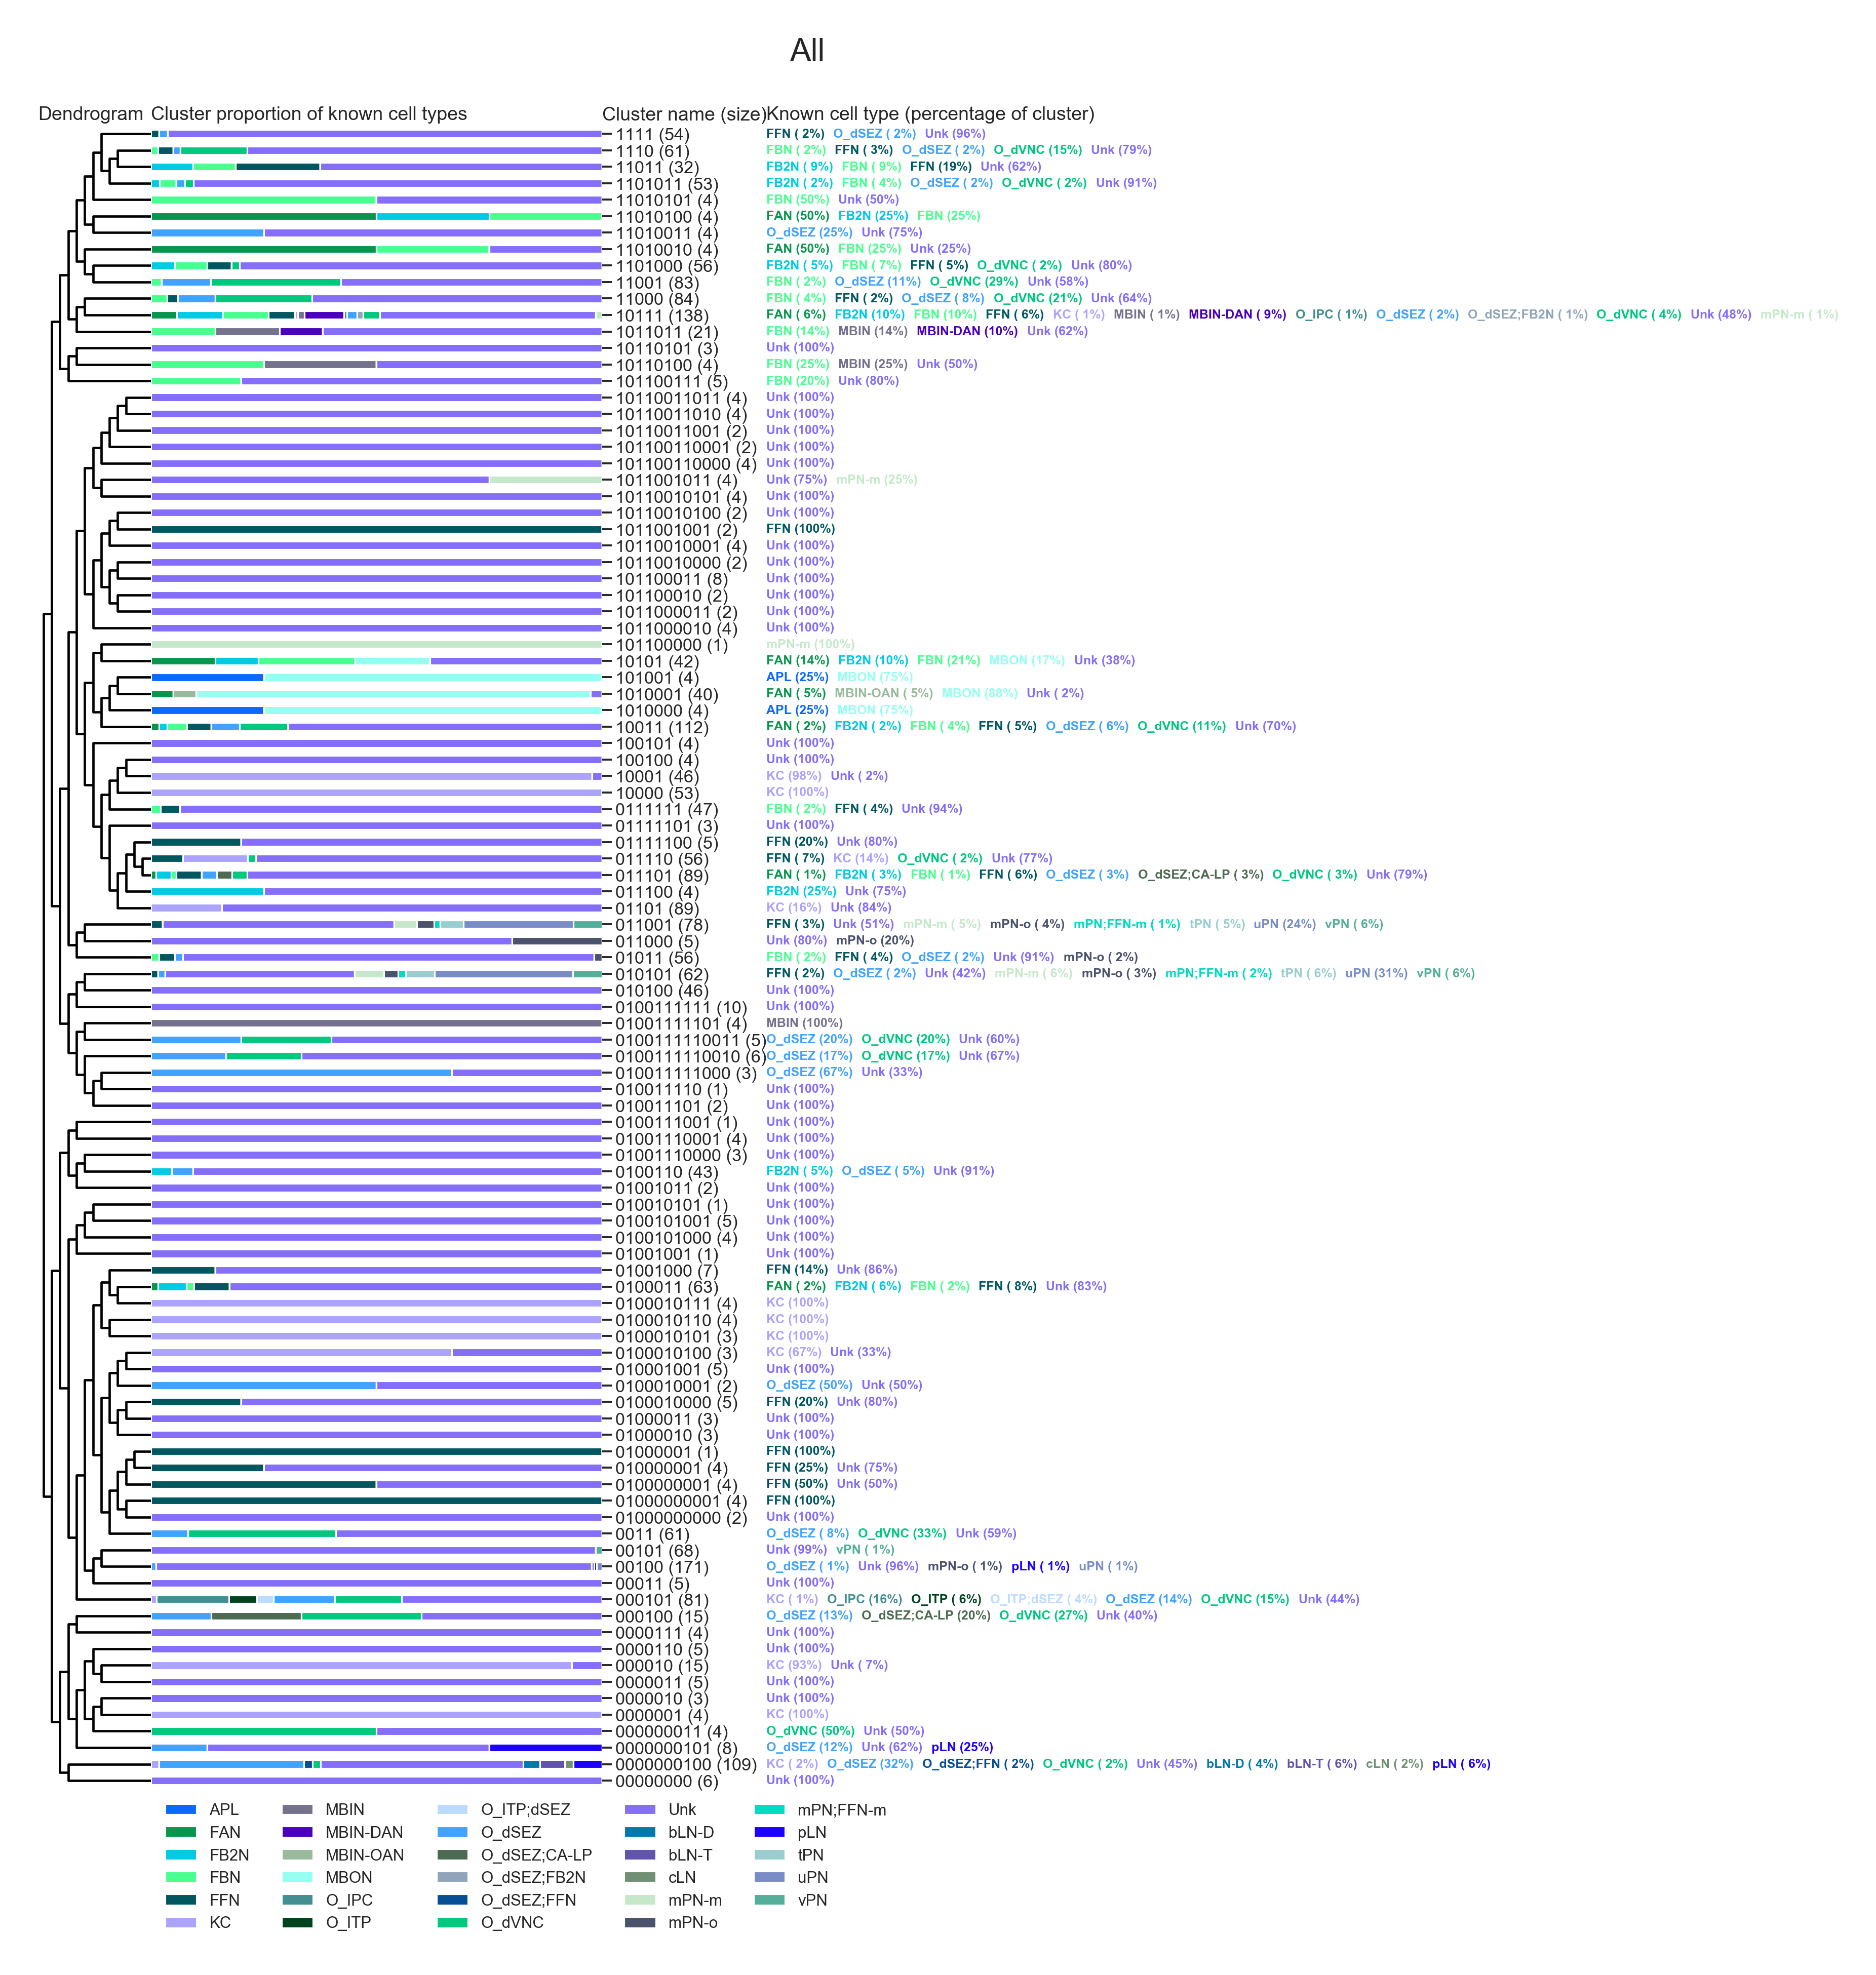 All
Dendrogram Cluster proportion of known cell types Cluster name (size) Known cell type (percentage of cluster)
1111 (54) FFN ( 2%) O_dSEZ ( 2%) Unk (96%)
1110 (61) FBN ( 2%) FFN ( 3%) O_dSEZ ( 2%) O_dVNC (15%) Unk (79%)
11011 (32) FB2N ( 9%) FBN ( 9%) FFN (19%) Unk (62%)
1101011 (53) FB2N ( 2%) FBN ( 4%) O_dSEZ ( 2%) O_dVNC ( 2%) Unk (91%)
11010101 (4) FBN (50%) Unk (50%)
11010100 (4) FAN (50%) FB2N (25%) FBN (25%)
11010011 (4) O_dSEZ (25%) Unk (75%)
11010010 (4) FAN (50%) FBN (25%) Unk (25%)
1101000 (56) FB2N ( 5%) FBN ( 7%) FFN ( 5%) O_dVNC ( 2%) Unk (80%)
11001 (83) FBN ( 2%) O_dSEZ (11%) O_dVNC (29%) Unk (58%)
11000 (84) FBN ( 4%) FFN ( 2%) O_dSEZ ( 8%) O_dVNC (21%) Unk (64%)
10111 (138) FAN ( 6%) FB2N (10%) FBN (10%) FFN ( 6%) KC ( 1%) MBIN ( 1%) MBIN-DAN ( 9%) O_IPC ( 1%) O_dSEZ ( 2%) O_dSEZ;FB2N ( 1%) O_dVNC ( 4%) Unk (48%) mPN-m ( 1%)
1011011 (21) FBN (14%) MBIN (14%) MBIN-DAN (10%) Unk (62%)
10110101 (3) Unk (100%)
10110100 (4) FBN (25%) MBIN (25%) Unk (50%)
101100111 (5) FBN (20%) Unk (80%)
10110011011 (4) Unk (100%)
10110011010 (4) Unk (100%)
10110011001 (2) Unk (100%)
101100110001 (2) Unk (100%)
101100110000 (4) Unk (100%)
1011001011 (4) Unk (75%) mPN-m (25%)
10110010101 (4) Unk (100%)
10110010100 (2) Unk (100%)
1011001001 (2) FFN (100%)
10110010001 (4) Unk (100%)
10110010000 (2) Unk (100%)
101100011 (8) Unk (100%)
101100010 (2) Unk (100%)
1011000011 (2) Unk (100%)
1011000010 (4) Unk (100%)
101100000 (1) mPN-m (100%)
10101 (42) FAN (14%) FB2N (10%) FBN (21%) MBON (17%) Unk (38%)
101001 (4) APL (25%) MBON (75%)
1010001 (40) FAN ( 5%) MBIN-OAN ( 5%) MBON (88%) Unk ( 2%)
1010000 (4) APL (25%) MBON (75%)
10011 (112) FAN ( 2%) FB2N ( 2%) FBN ( 4%) FFN ( 5%) O_dSEZ ( 6%) O_dVNC (11%) Unk (70%)
100101 (4) Unk (100%)
100100 (4) Unk (100%)
10001 (46) KC (98%) Unk ( 2%)
10000 (53) KC (100%)
0111111 (47) FBN ( 2%) FFN ( 4%) Unk (94%)
01111101 (3) Unk (100%)
01111100 (5) FFN (20%) Unk (80%)
011110 (56) FFN ( 7%) KC (14%) O_dVNC ( 2%) Unk (77%)
011101 (89) FAN ( 1%) FB2N ( 3%) FBN ( 1%) FFN ( 6%) O_dSEZ ( 3%) O_dSEZ;CA-LP ( 3%) O_dVNC ( 3%) Unk (79%)
011100 (4) FB2N (25%) Unk (75%)
01101 (89) KC (16%) Unk (84%)
011001 (78) FFN ( 3%) Unk (51%) mPN-m ( 5%) mPN-o ( 4%) mPN;FFN-m ( 1%) tPN ( 5%) uPN (24%) vPN ( 6%)
011000 (5) Unk (80%) mPN-o (20%)
01011 (56) FBN ( 2%) FFN ( 4%) O_dSEZ ( 2%) Unk (91%) mPN-o ( 2%)
010101 (62) FFN ( 2%) O_dSEZ ( 2%) Unk (42%) mPN-m ( 6%) mPN-o ( 3%) mPN;FFN-m ( 2%) tPN ( 6%) uPN (31%) vPN ( 6%)
010100 (46) Unk (100%)
0100111111 (10) Unk (100%)
01001111101 (4) MBIN (100%)
0100111110011 (5) O_dSEZ (20%) O_dVNC (20%) Unk (60%)
0100111110010 (6) O_dSEZ (17%) O_dVNC (17%) Unk (67%)
010011111000 (3) O_dSEZ (67%) Unk (33%)
010011110 (1) Unk (100%)
010011101 (2) Unk (100%)
0100111001 (1) Unk (100%)
01001110001 (4) Unk (100%)
01001110000 (3) Unk (100%)
0100110 (43) FB2N ( 5%) O_dSEZ ( 5%) Unk (91%)
01001011 (2) Unk (100%)
010010101 (1) Unk (100%)
0100101001 (5) Unk (100%)
0100101000 (4) Unk (100%)
01001001 (1) Unk (100%)
01001000 (7) FFN (14%) Unk (86%)
0100011 (63) FAN ( 2%) FB2N ( 6%) FBN ( 2%) FFN ( 8%) Unk (83%)
0100010111 (4) KC (100%)
0100010110 (4) KC (100%)
0100010101 (3) KC (100%)
0100010100 (3) KC (67%) Unk (33%)
010001001 (5) Unk (100%)
0100010001 (2) O_dSEZ (50%) Unk (50%)
0100010000 (5) FFN (20%) Unk (80%)
01000011 (3) Unk (100%)
01000010 (3) Unk (100%)
01000001 (1) FFN (100%)
010000001 (4) FFN (25%) Unk (75%)
0100000001 (4) FFN (50%) Unk (50%)
01000000001 (4) FFN (100%)
01000000000 (2) Unk (100%)
0011 (61) O_dSEZ ( 8%) O_dVNC (33%) Unk (59%)
00101 (68) Unk (99%) vPN ( 1%)
00100 (171) O_dSEZ ( 1%) Unk (96%) mPN-o ( 1%) pLN ( 1%) uPN ( 1%)
00011 (5) Unk (100%)
000101 (81) KC ( 1%) O_IPC (16%) O_ITP ( 6%) O_ITP;dSEZ ( 4%) O_dSEZ (14%) O_dVNC (15%) Unk (44%)
000100 (15) O_dSEZ (13%) O_dSEZ;CA-LP (20%) O_dVNC (27%) Unk (40%)
0000111 (4) Unk (100%)
0000110 (5) Unk (100%)
000010 (15) KC (93%) Unk ( 7%)
0000011 (5) Unk (100%)
0000010 (3) Unk (100%)
0000001 (4) KC (100%)
000000011 (4) O_dVNC (50%) Unk (50%)
0000000101 (8) O_dSEZ (12%) Unk (62%) pLN (25%)
0000000100 (109) KC ( 2%) O_dSEZ (32%) O_dSEZ;FFN ( 2%) O_dVNC ( 2%) Unk (45%) bLN-D ( 4%) bLN-T ( 6%) cLN ( 2%) pLN ( 6%)
00000000 (6) Unk (100%)
APL MBIN O_ITP;dSEZ Unk mPN;FFN-m
FAN MBIN-DAN O_dSEZ bLN-D pLN
FB2N MBIN-OAN O_dSEZ;CA-LP bLN-T tPN
FBN MBON O_dSEZ;FB2N cLN uPN
FFN O_IPC O_dSEZ;FFN mPN-m vPN
KC O_ITP O_dVNC mPN-o